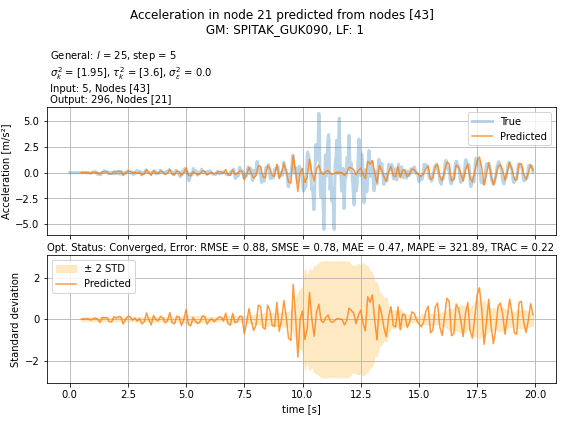 Acceleration in node 21 predicted from nodes [43]
GM: SPITAK_GUK090, LF: 1
General: l = 25, step = 5
σ²ₖ = [1.95], τ²ₖ = [3.6], σ²ε = 0.0
Input: 5, Nodes [43]
Output: 296, Nodes [21]
Acceleration [m/s²]
5.0
2.5
0.0
−2.5
−5.0
True
Predicted
Opt. Status: Converged, Error: RMSE = 0.88, SMSE = 0.78, MAE = 0.47, MAPE = 321.89, TRAC = 0.22
Standard deviation
2
0
−2
± 2 STD
Predicted
0.0 2.5 5.0 7.5 10.0 12.5 15.0 17.5 20.0
time [s]